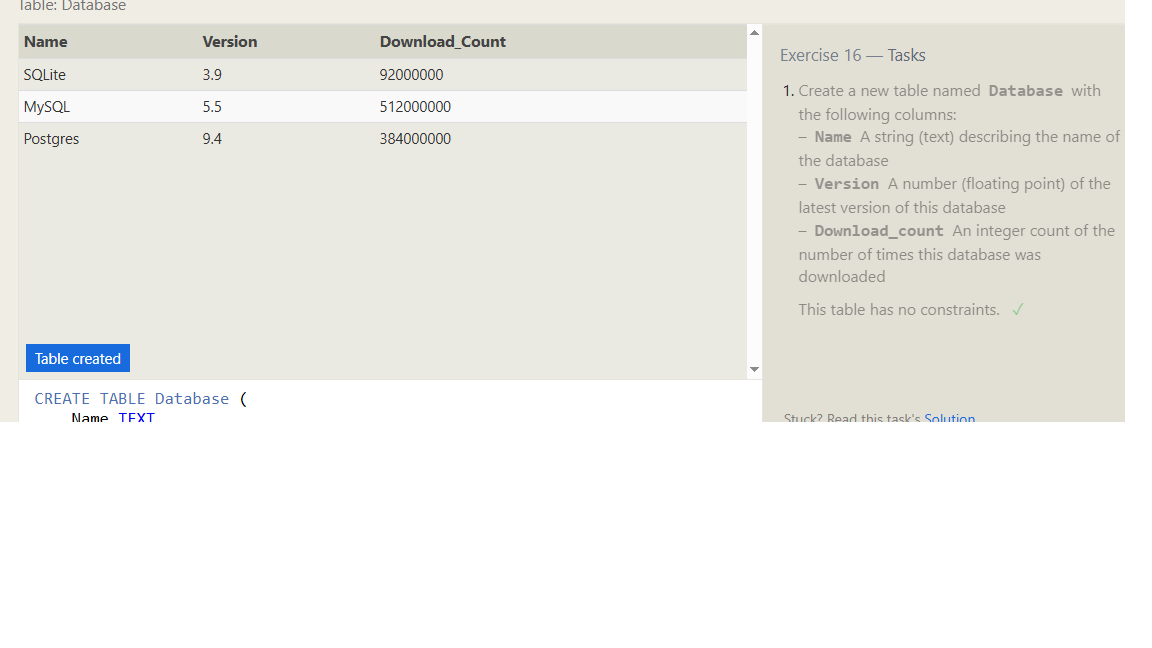 Table: Database
Name Version Download_Count
SQLite 3.9 92000000
MySQL 5.5 512000000
Postgres 9.4 384000000
Table created
CREATE TABLE Database (
Name TEXT
Exercise 16 — Tasks
1. Create a new table named Database with
the following columns:
– Name A string (text) describing the name of
the database
– Version A number (floating point) of the
latest version of this database
– Download_count An integer count of the
number of times this database was
downloaded
This table has no constraints. ✓
Stuck? Read this task's Solution